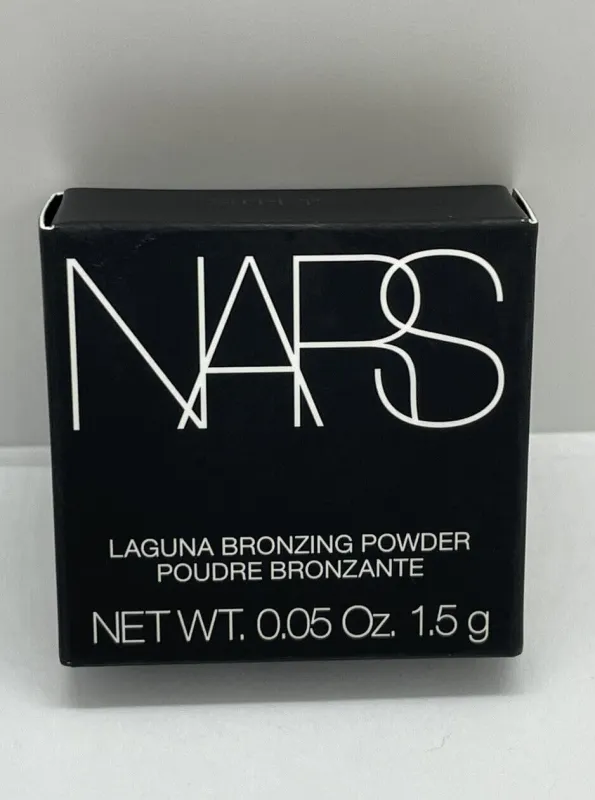 NARS
LAGUNA BRONZING POWDER
POUDRE BRONZANTE
NET WT. 0.05 Oz. 1.5 g